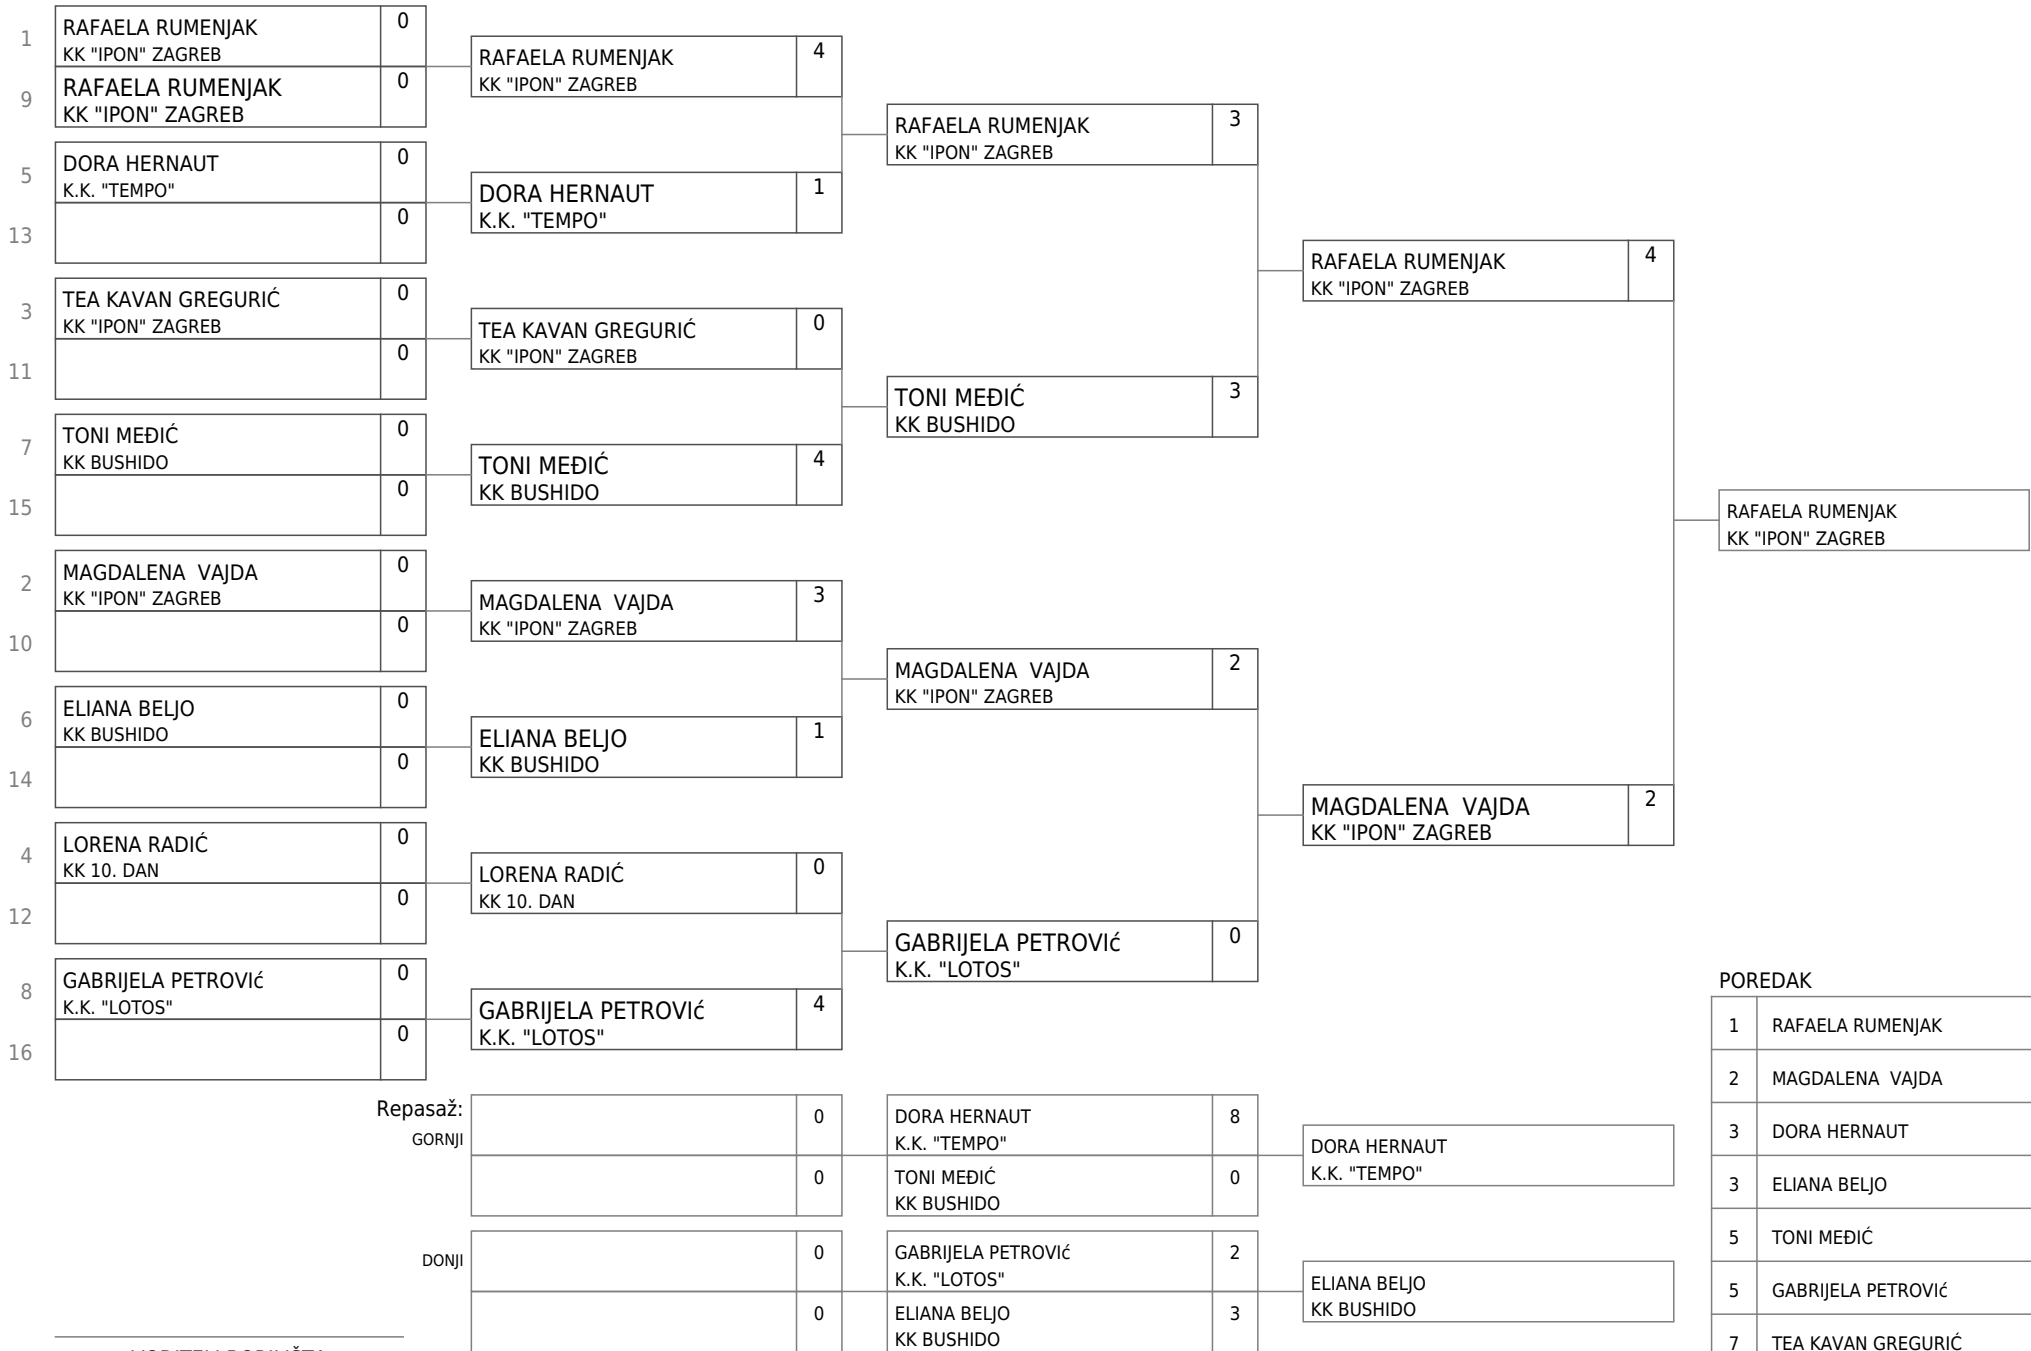 1
RAFAELA RUMENJAK
0
KK "IPON" ZAGREB
9
RAFAELA RUMENJAK
0
KK "IPON" ZAGREB
5
DORA HERNAUT
0
K.K. "TEMPO"
13
0
3
TEA KAVAN GREGURIĆ
0
KK "IPON" ZAGREB
11
0
7
TONI MEĐIĆ
0
KK BUSHIDO
15
0
2
MAGDALENA  VAJDA
0
KK "IPON" ZAGREB
10
0
6
ELIANA BELJO
0
KK BUSHIDO
14
0
4
LORENA RADIĆ
0
KK 10. DAN
12
0
8
GABRIJELA PETROVIć
0
K.K. "LOTOS"
16
0
RAFAELA RUMENJAK
4
KK "IPON" ZAGREB
DORA HERNAUT
1
K.K. "TEMPO"
TEA KAVAN GREGURIĆ
0
KK "IPON" ZAGREB
TONI MEĐIĆ
4
KK BUSHIDO
MAGDALENA  VAJDA
3
KK "IPON" ZAGREB
ELIANA BELJO
1
KK BUSHIDO
LORENA RADIĆ
0
KK 10. DAN
GABRIJELA PETROVIć
4
K.K. "LOTOS"
RAFAELA RUMENJAK
3
KK "IPON" ZAGREB
TONI MEĐIĆ
3
KK BUSHIDO
MAGDALENA  VAJDA
2
KK "IPON" ZAGREB
GABRIJELA PETROVIć
0
K.K. "LOTOS"
RAFAELA RUMENJAK
4
KK "IPON" ZAGREB
MAGDALENA  VAJDA
2
KK "IPON" ZAGREB
RAFAELA RUMENJAK
KK "IPON" ZAGREB
Repasaž:
GORNJI
0
0
DORA HERNAUT
8
K.K. "TEMPO"
TONI MEĐIĆ
0
KK BUSHIDO
DORA HERNAUT
K.K. "TEMPO"
DONJI
0
0
GABRIJELA PETROVIć
2
K.K. "LOTOS"
ELIANA BELJO
3
KK BUSHIDO
ELIANA BELJO
KK BUSHIDO
POREDAK
1 RAFAELA RUMENJAK
2 MAGDALENA  VAJDA
3 DORA HERNAUT
3 ELIANA BELJO
5 TONI MEĐIĆ
5 GABRIJELA PETROVIć
7 TEA KAVAN GREGURIĆ